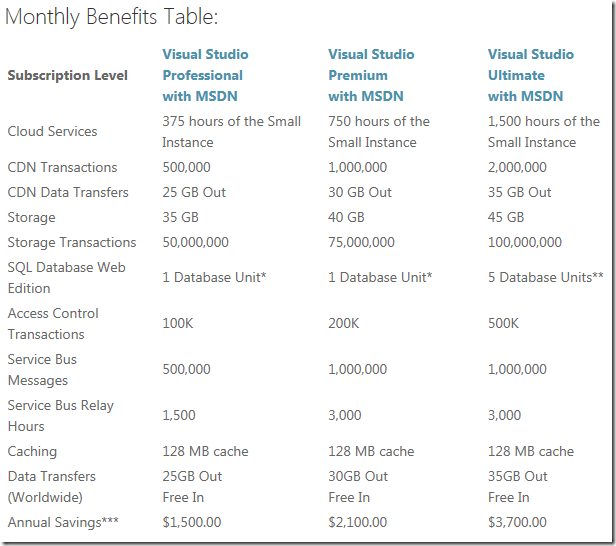 Monthly Benefits Table:
Subscription Level Visual Studio Professional with MSDN Visual Studio Premium with MSDN Visual Studio Ultimate with MSDN
Cloud Services 375 hours of the Small Instance 750 hours of the Small Instance 1,500 hours of the Small Instance
CDN Transactions 500,000 1,000,000 2,000,000
CDN Data Transfers 25 GB Out 30 GB Out 35 GB Out
Storage 35 GB 40 GB 45 GB
Storage Transactions 50,000,000 75,000,000 100,000,000
SQL Database Web Edition 1 Database Unit* 1 Database Unit* 5 Database Units**
Access Control Transactions 100K 200K 500K
Service Bus Messages 500,000 1,000,000 1,000,000
Service Bus Relay Hours 1,500 3,000 3,000
Caching 128 MB cache 128 MB cache 128 MB cache
Data Transfers (Worldwide) 25GB Out Free In 30GB Out Free In 35GB Out Free In
Annual Savings*** $1,500.00 $2,100.00 $3,700.00